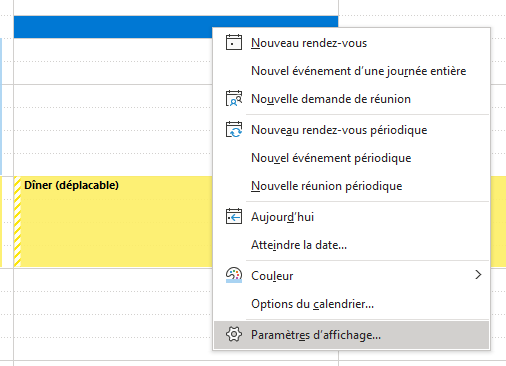 Nouveau rendez-vous
Nouvel événement d'une journée entière
Nouvelle demande de réunion
Nouveau rendez-vous périodique
Nouvel événement périodique
Nouvelle réunion périodique
Dîner (déplacable)
Aujourd'hui
Atteindre la date...
Couleur
Options du calendrier...
Paramètres d'affichage...